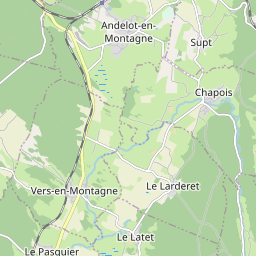 Andelot-en-
Montagne
Supt
Chapois
Le Larderet
Vers-en-Montagne
Le Latet
Le Pasquier